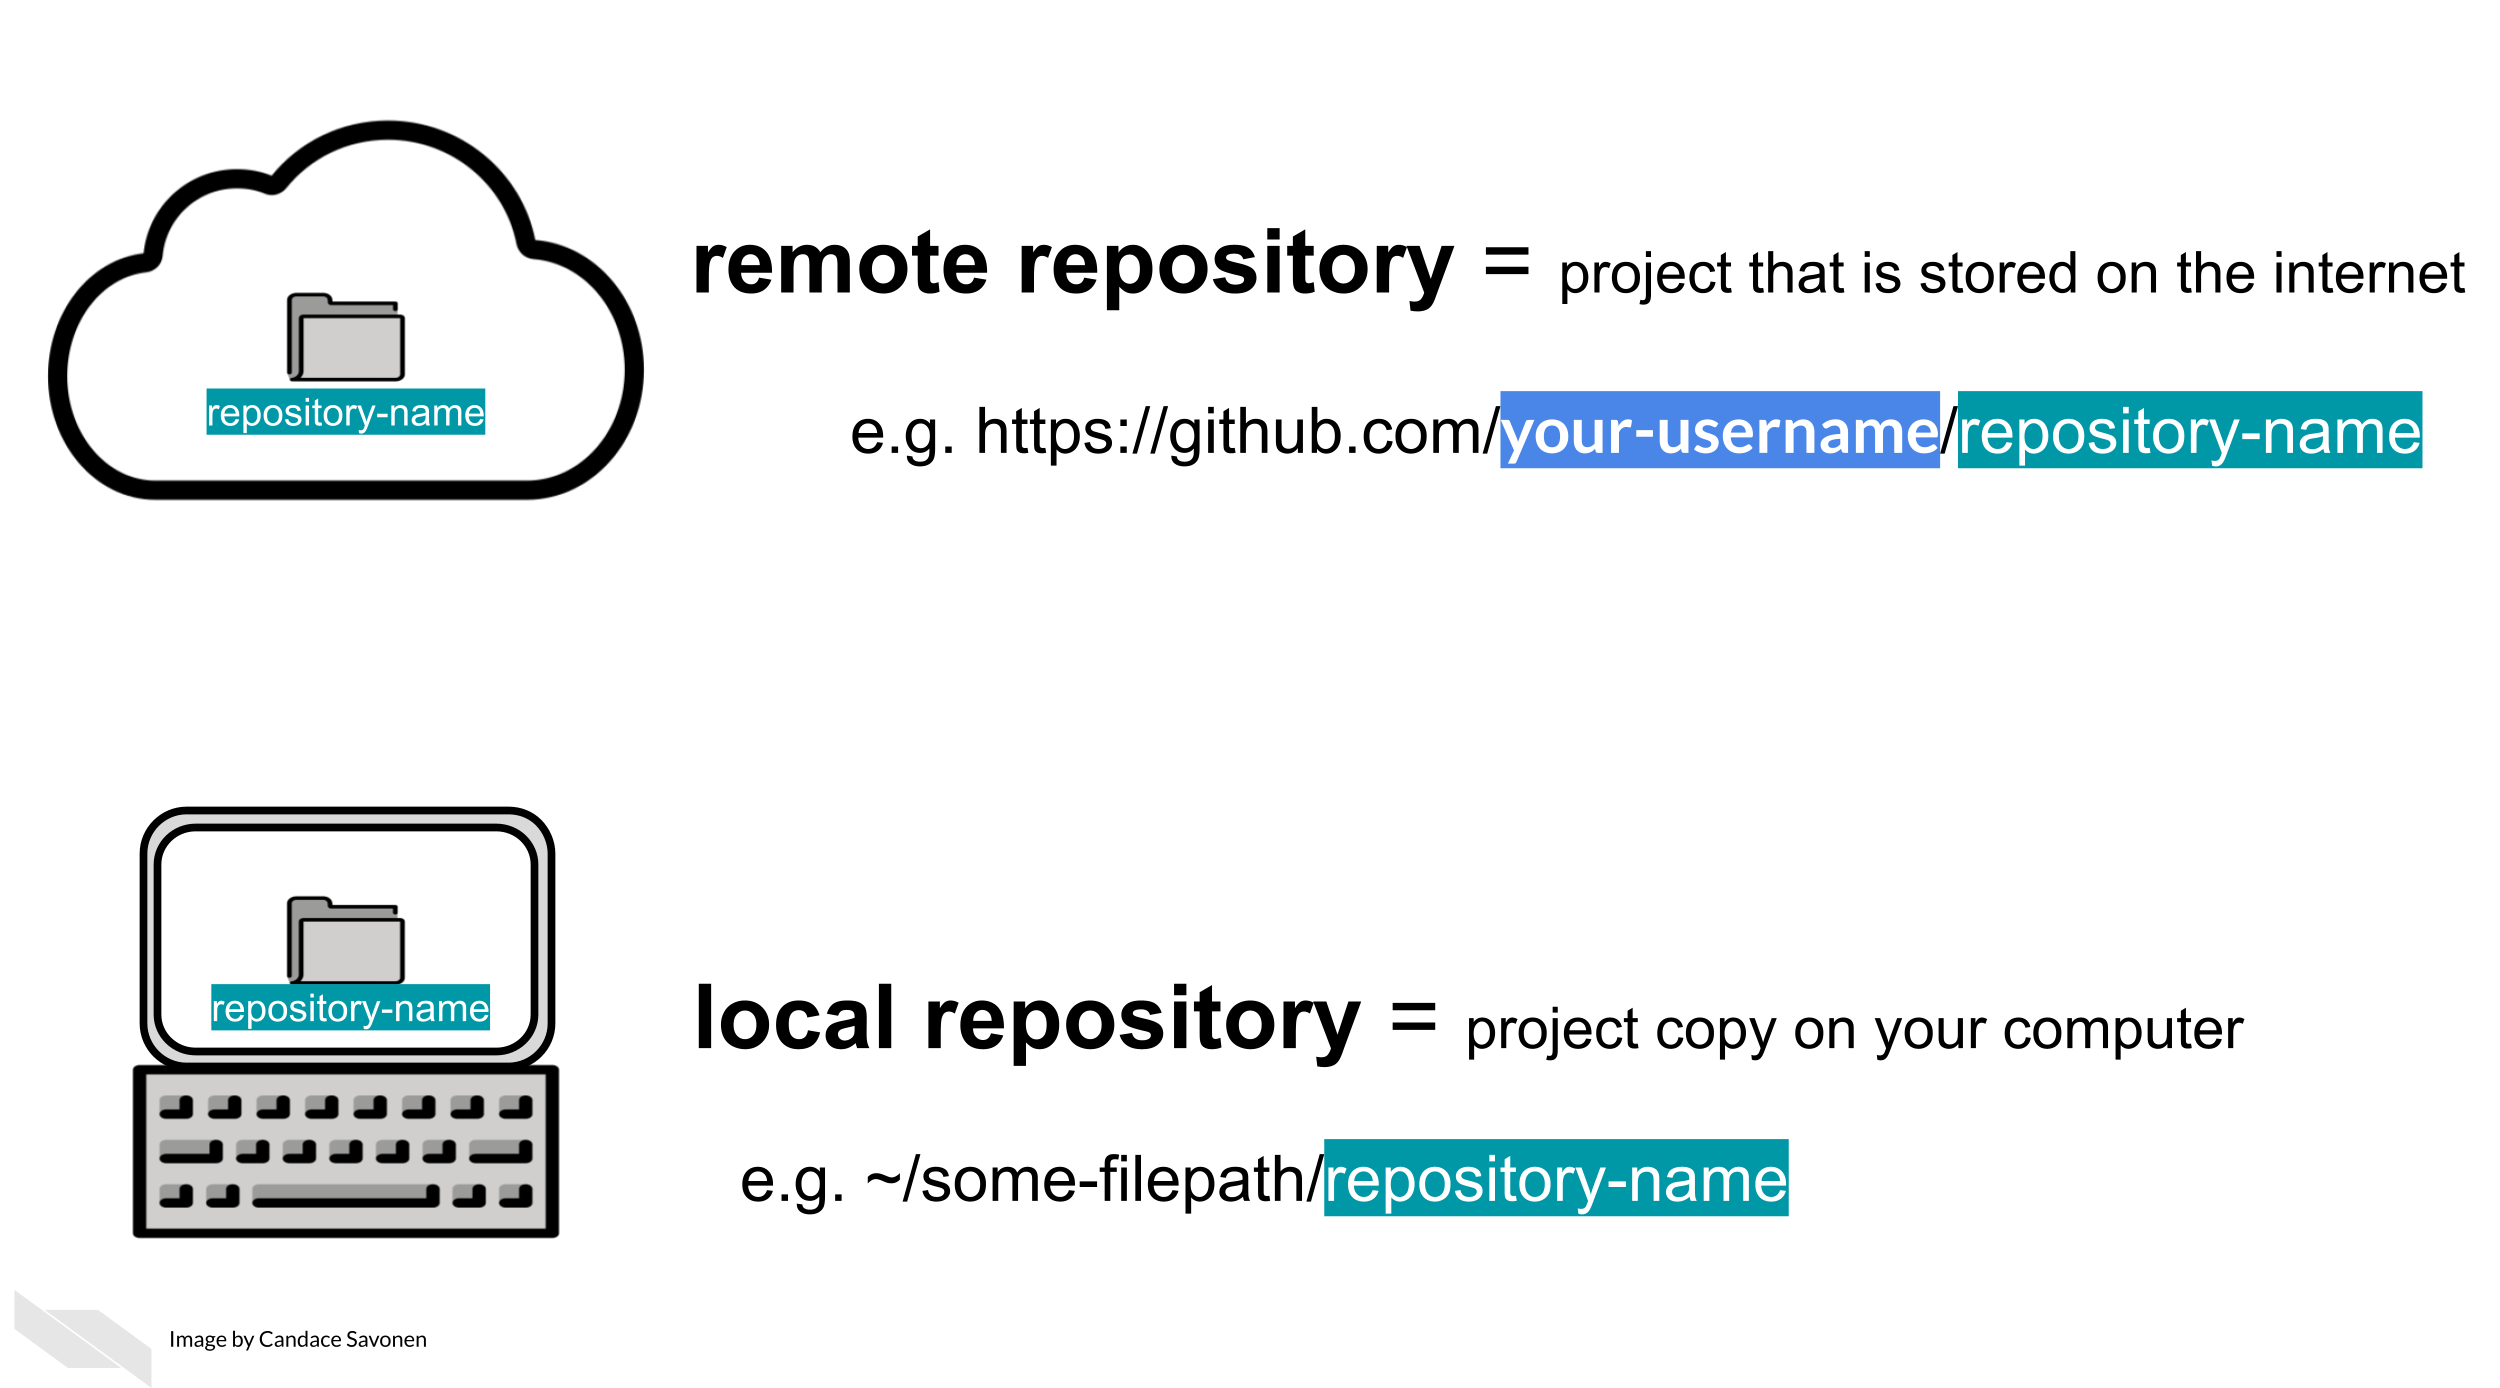 remote repository = project that is stored on the internet
repository-name
e.g. https://github.com/your-username/repository-name
repository-name
local repository = project copy on your computer
e.g. ~/some-filepath/repository-name
Image by Candace Savonen